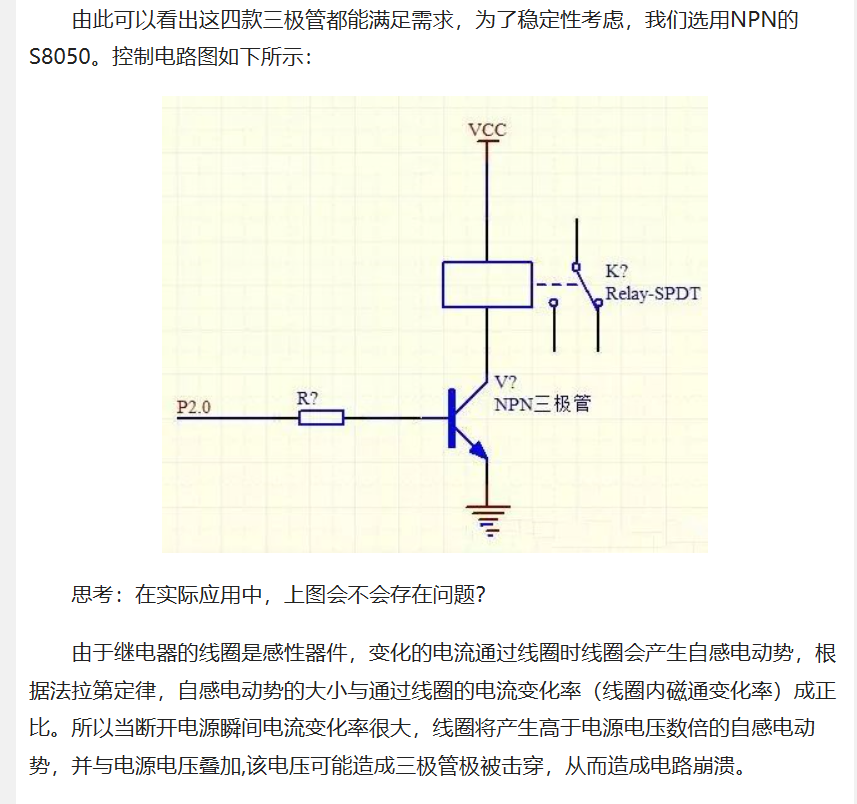 由此可以看出这四款三极管都能满足需求，为了稳定性考虑，我们选用NPN的
S8050。控制电路图如下所示：
VCC
K?
Relay-SPDT
V?
NPN三极管
R?
P2.0
思考：在实际应用中，上图会不会存在问题？
由于继电器的线圈是感性器件，变化的电流通过线圈时线圈会产生自感电动势，根
据法拉第定律，自感电动势的大小与通过线圈的电流变化率（线圈内磁通变化率）成正
比。所以当断开电源瞬间电流变化率很大，线圈将产生高于电源电压数倍的自感电动
势，并与电源电压叠加,该电压可能造成三极管极被击穿，从而造成电路崩溃。